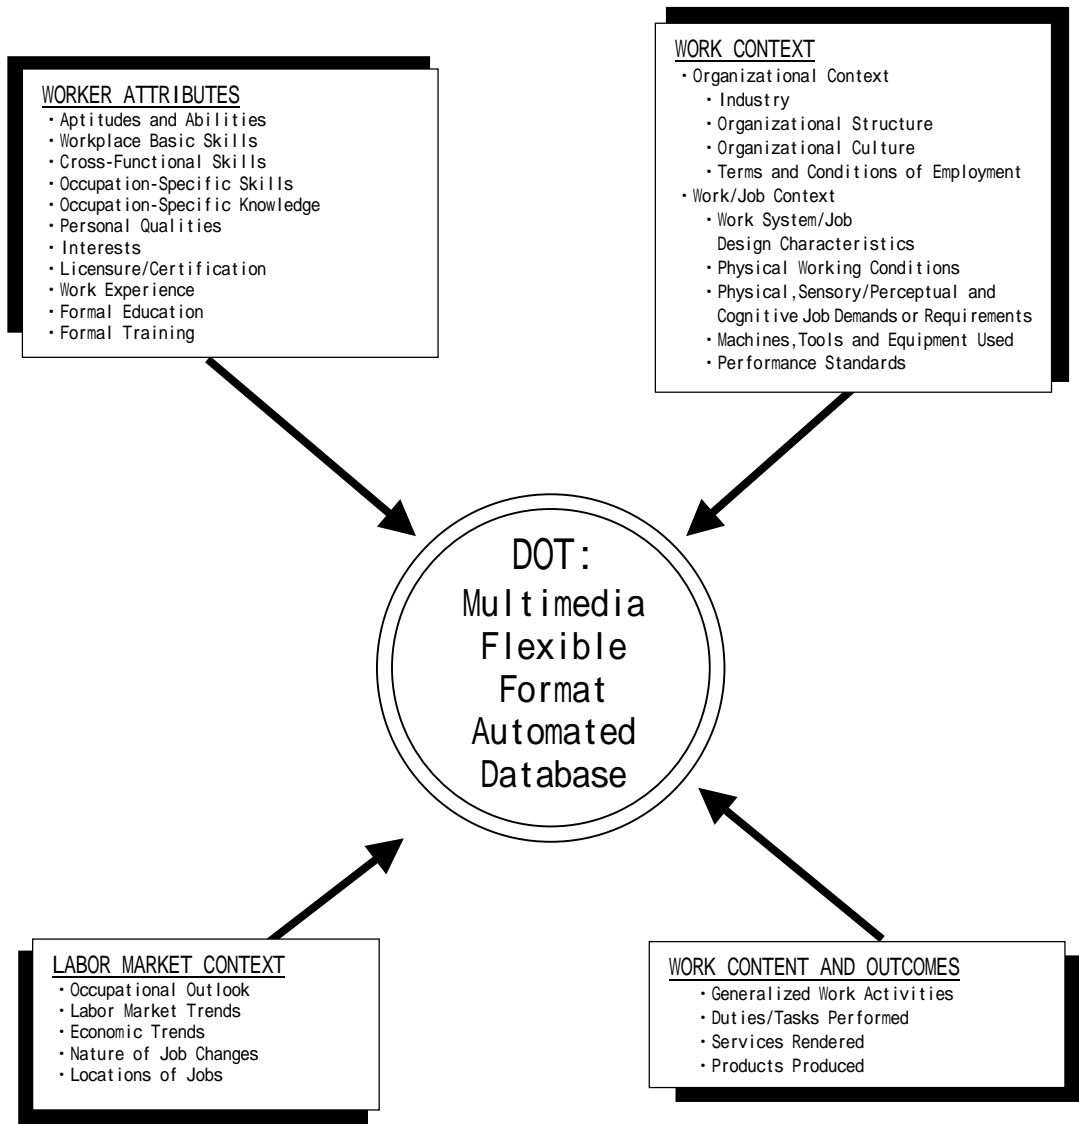 WORKER ATTRIBUTES
・Aptitudes and Abilities
・Workplace Basic Skills
・Cross-Functional Skills
・Occupation-Specific Skills
・Occupation-Specific Knowledge
・Personal Qualities
・Interests
・Licensure/Certification
・Work Experience
・Formal Education
・Formal Training
WORK CONTEXT
・Organizational Context
・Industry
・Organizational Structure
・Organizational Culture
・Terms and Conditions of Employment
・Work/Job Context
・Work System/Job
Design Characteristics
・Physical Working Conditions
・Physical,Sensory/Perceptual and
Cognitive Job Demands or Requirements
・Machines,Tools and Equipment Used
・Performance Standards
DOT:
Multimedia
Flexible
Format
Automated
Database
LABOR MARKET CONTEXT
・Occupational Outlook
・Labor Market Trends
・Economic Trends
・Nature of Job Changes
・Locations of Jobs
WORK CONTENT AND OUTCOMES
・Generalized Work Activities
・Duties/Tasks Performed
・Services Rendered
・Products Produced